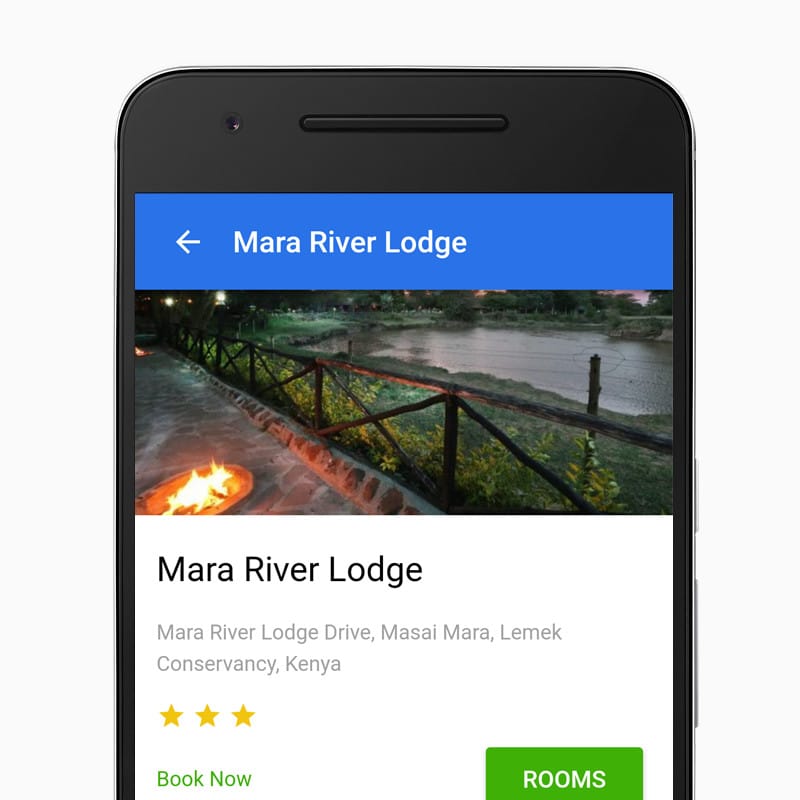 Mara River Lodge
Mara River Lodge
Mara River Lodge Drive, Masai Mara, Lemek
Conservancy, Kenya
Book Now
ROOMS